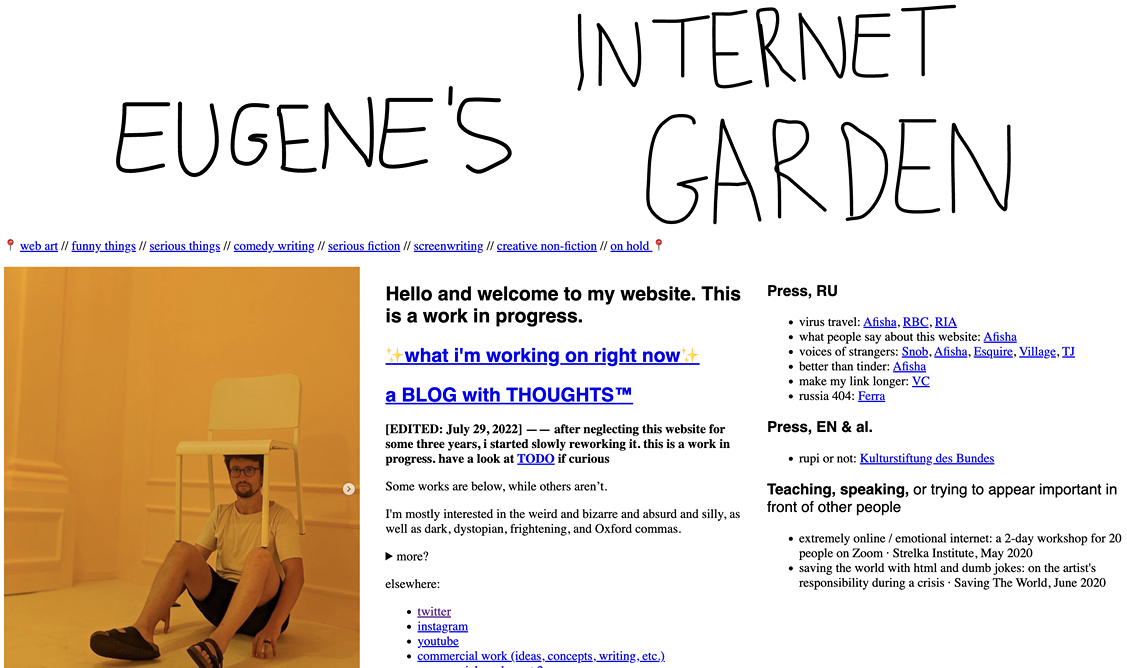 INTERNET
EUGENE'S
GARDEN
📍 web art // funny things // serious things // comedy writing // serious fiction // screenwriting // creative non-fiction // on hold 📍
Hello and welcome to my website. This
is a work in progress.
✨what i'm working on right now✨
a BLOG with THOUGHTS™
[EDITED: July 29, 2022] —— after neglecting this website for
some three years, i started slowly reworking it. this is a work in
progress. have a look at TODO if curious
Some works are below, while others aren't.
I'm mostly interested in the weird and bizarre and absurd and silly, as
well as dark, dystopian, frightening, and Oxford commas.
▶ more?
elsewhere:
• twitter
• instagram
• youtube
• commercial work (ideas, concepts, writing, etc.)
Press, RU
• virus travel: Afisha, RBC, RIA
• what people say about this website: Afisha
• voices of strangers: Snob, Afisha, Esquire, Village, TJ
• better than tinder: Afisha
• make my link longer: VC
• russia 404: Ferra
Press, EN & al.
• rupi or not: Kulturstiftung des Bundes
Teaching, speaking, or trying to appear important in
front of other people
• extremely online / emotional internet: a 2-day workshop for 20
people on Zoom · Strelka Institute, May 2020
• saving the world with html and dumb jokes: on the artist's
responsibility during a crisis · Saving The World, June 2020